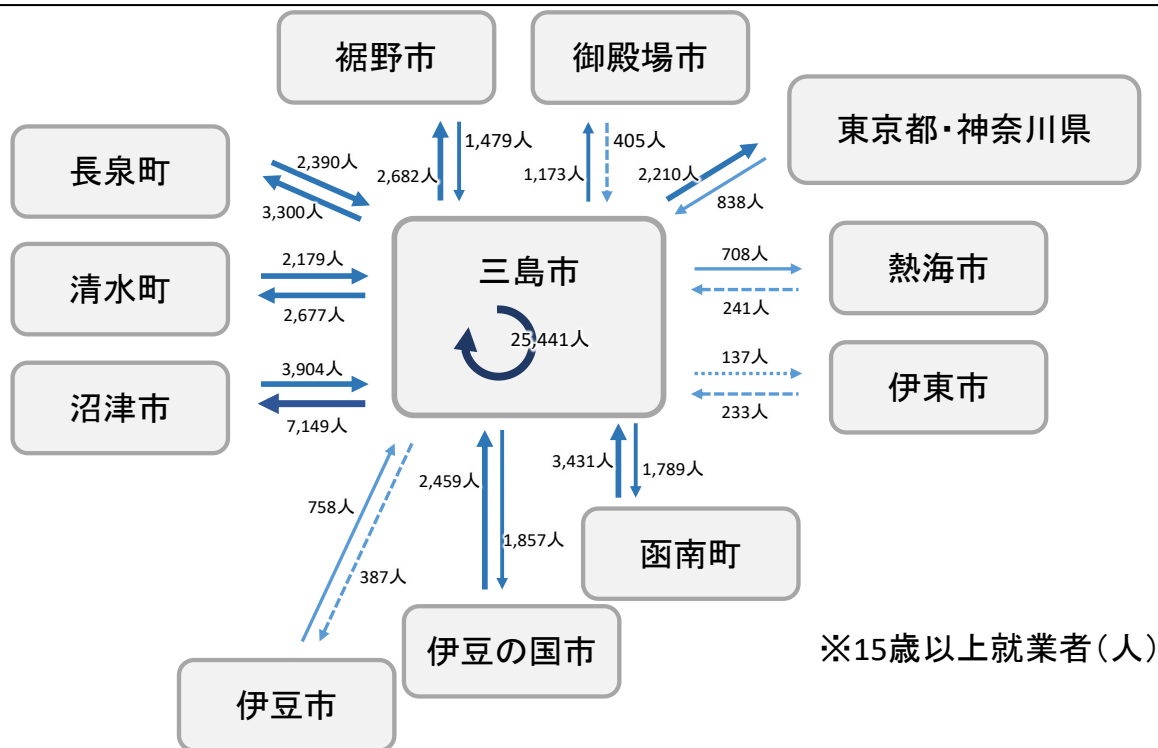 裾野市
御殿場市
東京都・神奈川県
1,479人
405人
2,682人
1,173人
2,210人
838人
長泉町
2,390人
3,300人
清水町
2,179人
2,677人
三島市
25,441人
708人
241人
熱海市
沼津市
3,904人
7,149人
137人
233人
伊東市
758人
387人
2,459人
1,857人
3,431人
1,789人
函南町
伊豆の国市
伊豆市
※15歳以上就業者(人)